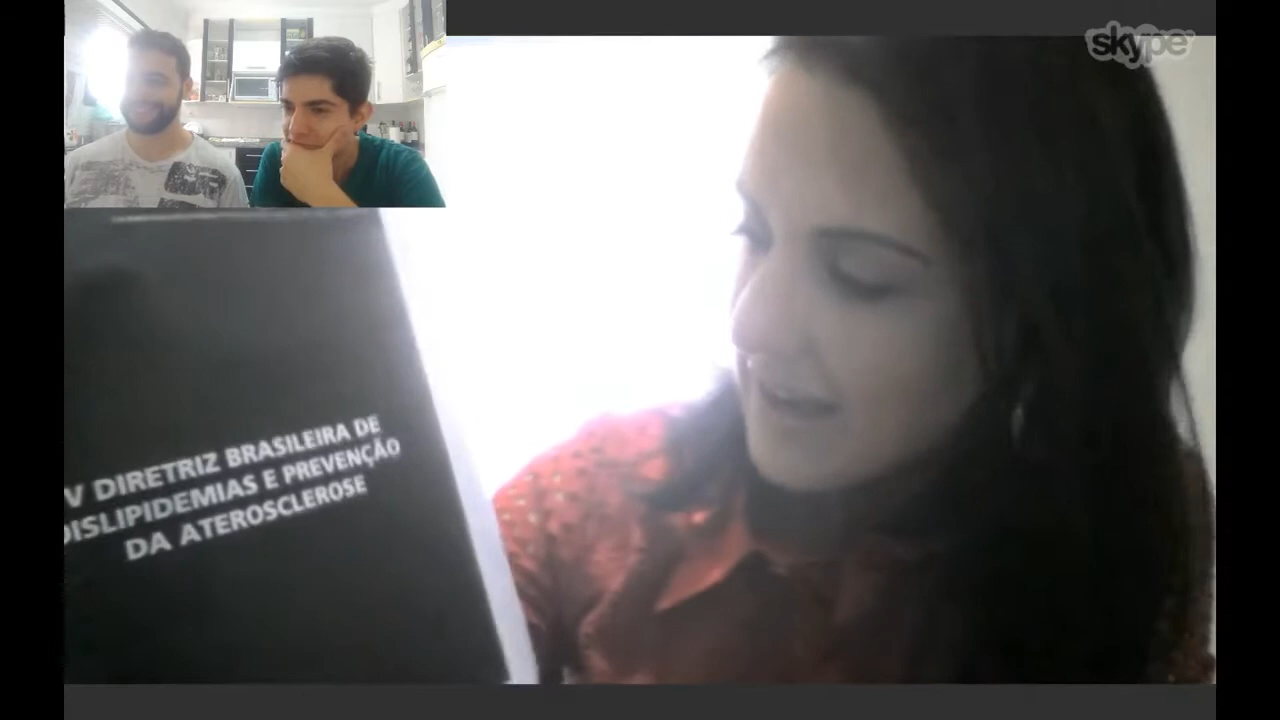 skype
V DIRETRIZ BRASILEIRA DE
DISLIPIDEMIAS E PREVENÇÃO
DA ATEROSCLEROSE